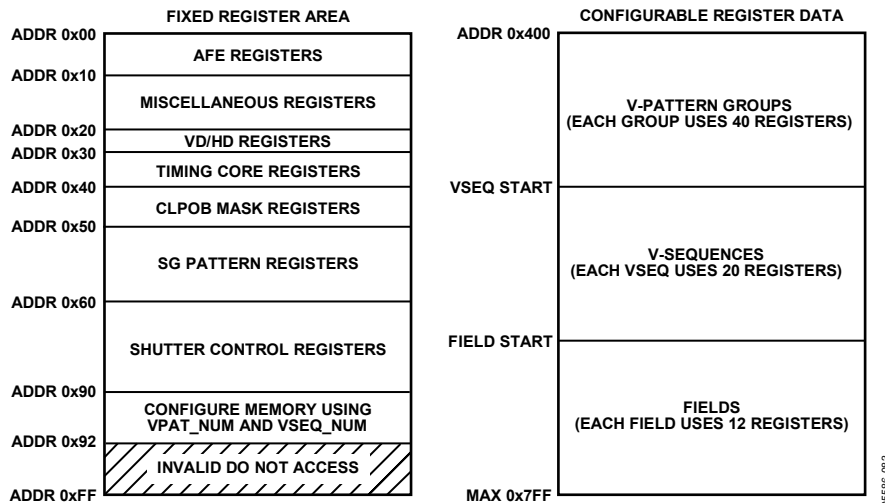 FIXED REGISTER AREA
ADDR 0x00
AFE REGISTERS
ADDR 0x10
MISCELLANEOUS REGISTERS
ADDR 0x20
VD/HD REGISTERS
ADDR 0x30
TIMING CORE REGISTERS
ADDR 0x40
CLPOB MASK REGISTERS
ADDR 0x50
SG PATTERN REGISTERS
ADDR 0x60
SHUTTER CONTROL REGISTERS
ADDR 0x90
CONFIGURE MEMORY USING
VPAT_NUM AND VSEQ_NUM
ADDR 0x92
INVALID DO NOT ACCESS
ADDR 0xFF
CONFIGURABLE REGISTER DATA
ADDR 0x400
V-PATTERN GROUPS
(EACH GROUP USES 40 REGISTERS)
VSEQ START
V-SEQUENCES
(EACH VSEQ USES 20 REGISTERS)
FIELD START
FIELDS
(EACH FIELD USES 12 REGISTERS)
MAX 0x7FF